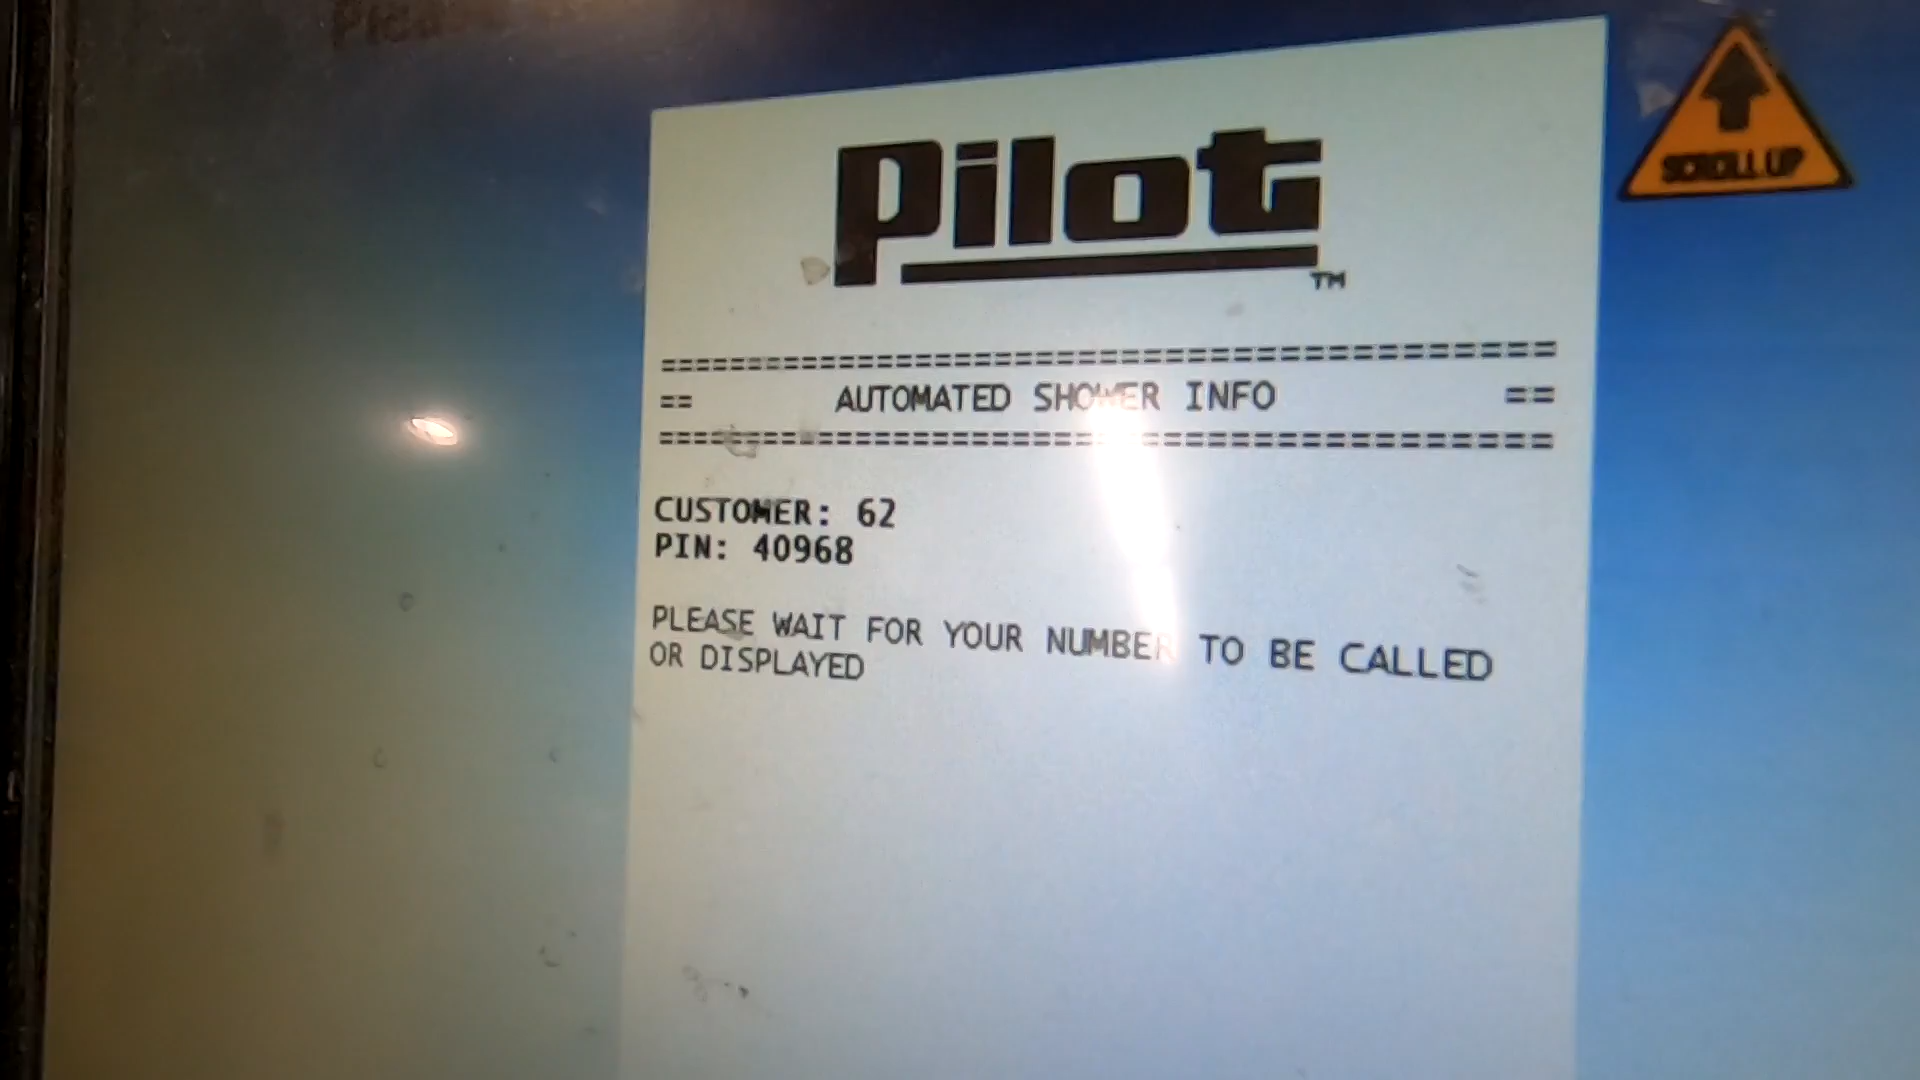 Pilot
TM
SCROLL UP
==================================================
== AUTOMATED SHOWER INFO ==
==================================================
CUSTOMER: 62
PIN: 40968
PLEASE WAIT FOR YOUR NUMBER TO BE CALLED
OR DISPLAYED